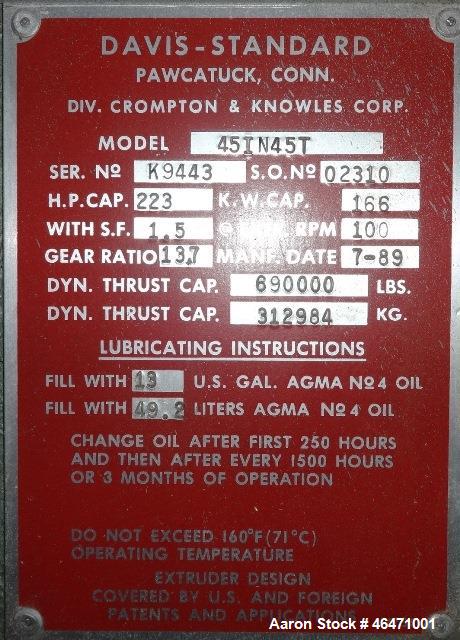 DAVIS-STANDARD
PAWCATUCK, CONN.
DIV. CROMPTON & KNOWLES CORP.
MODEL 45IN45T
SER. Nº K9443 S.O.Nº 02310
H.P.CAP. 223 K.W.CAP. 166
WITH S.F. 1.5 @ RPM 100
GEAR RATIO 13.7 MANF. DATE 7-89
DYN. THRUST CAP. 690000 LBS.
DYN. THRUST CAP. 312984 KG.
LUBRICATING INSTRUCTIONS
FILL WITH 13 U.S. GAL. AGMA Nº4 OIL
FILL WITH 49.2 LITERS AGMA Nº4 OIL
CHANGE OIL AFTER FIRST 250 HOURS
AND THEN AFTER EVERY 1500 HOURS
OR 3 MONTHS OF OPERATION
DO NOT EXCEED 160°F(71°C)
OPERATING TEMPERATURE
EXTRUDER DESIGN
COVERED BY U.S. AND FOREIGN
PATENTS AND APPLICATIONS
Aaron Stock # 46471001